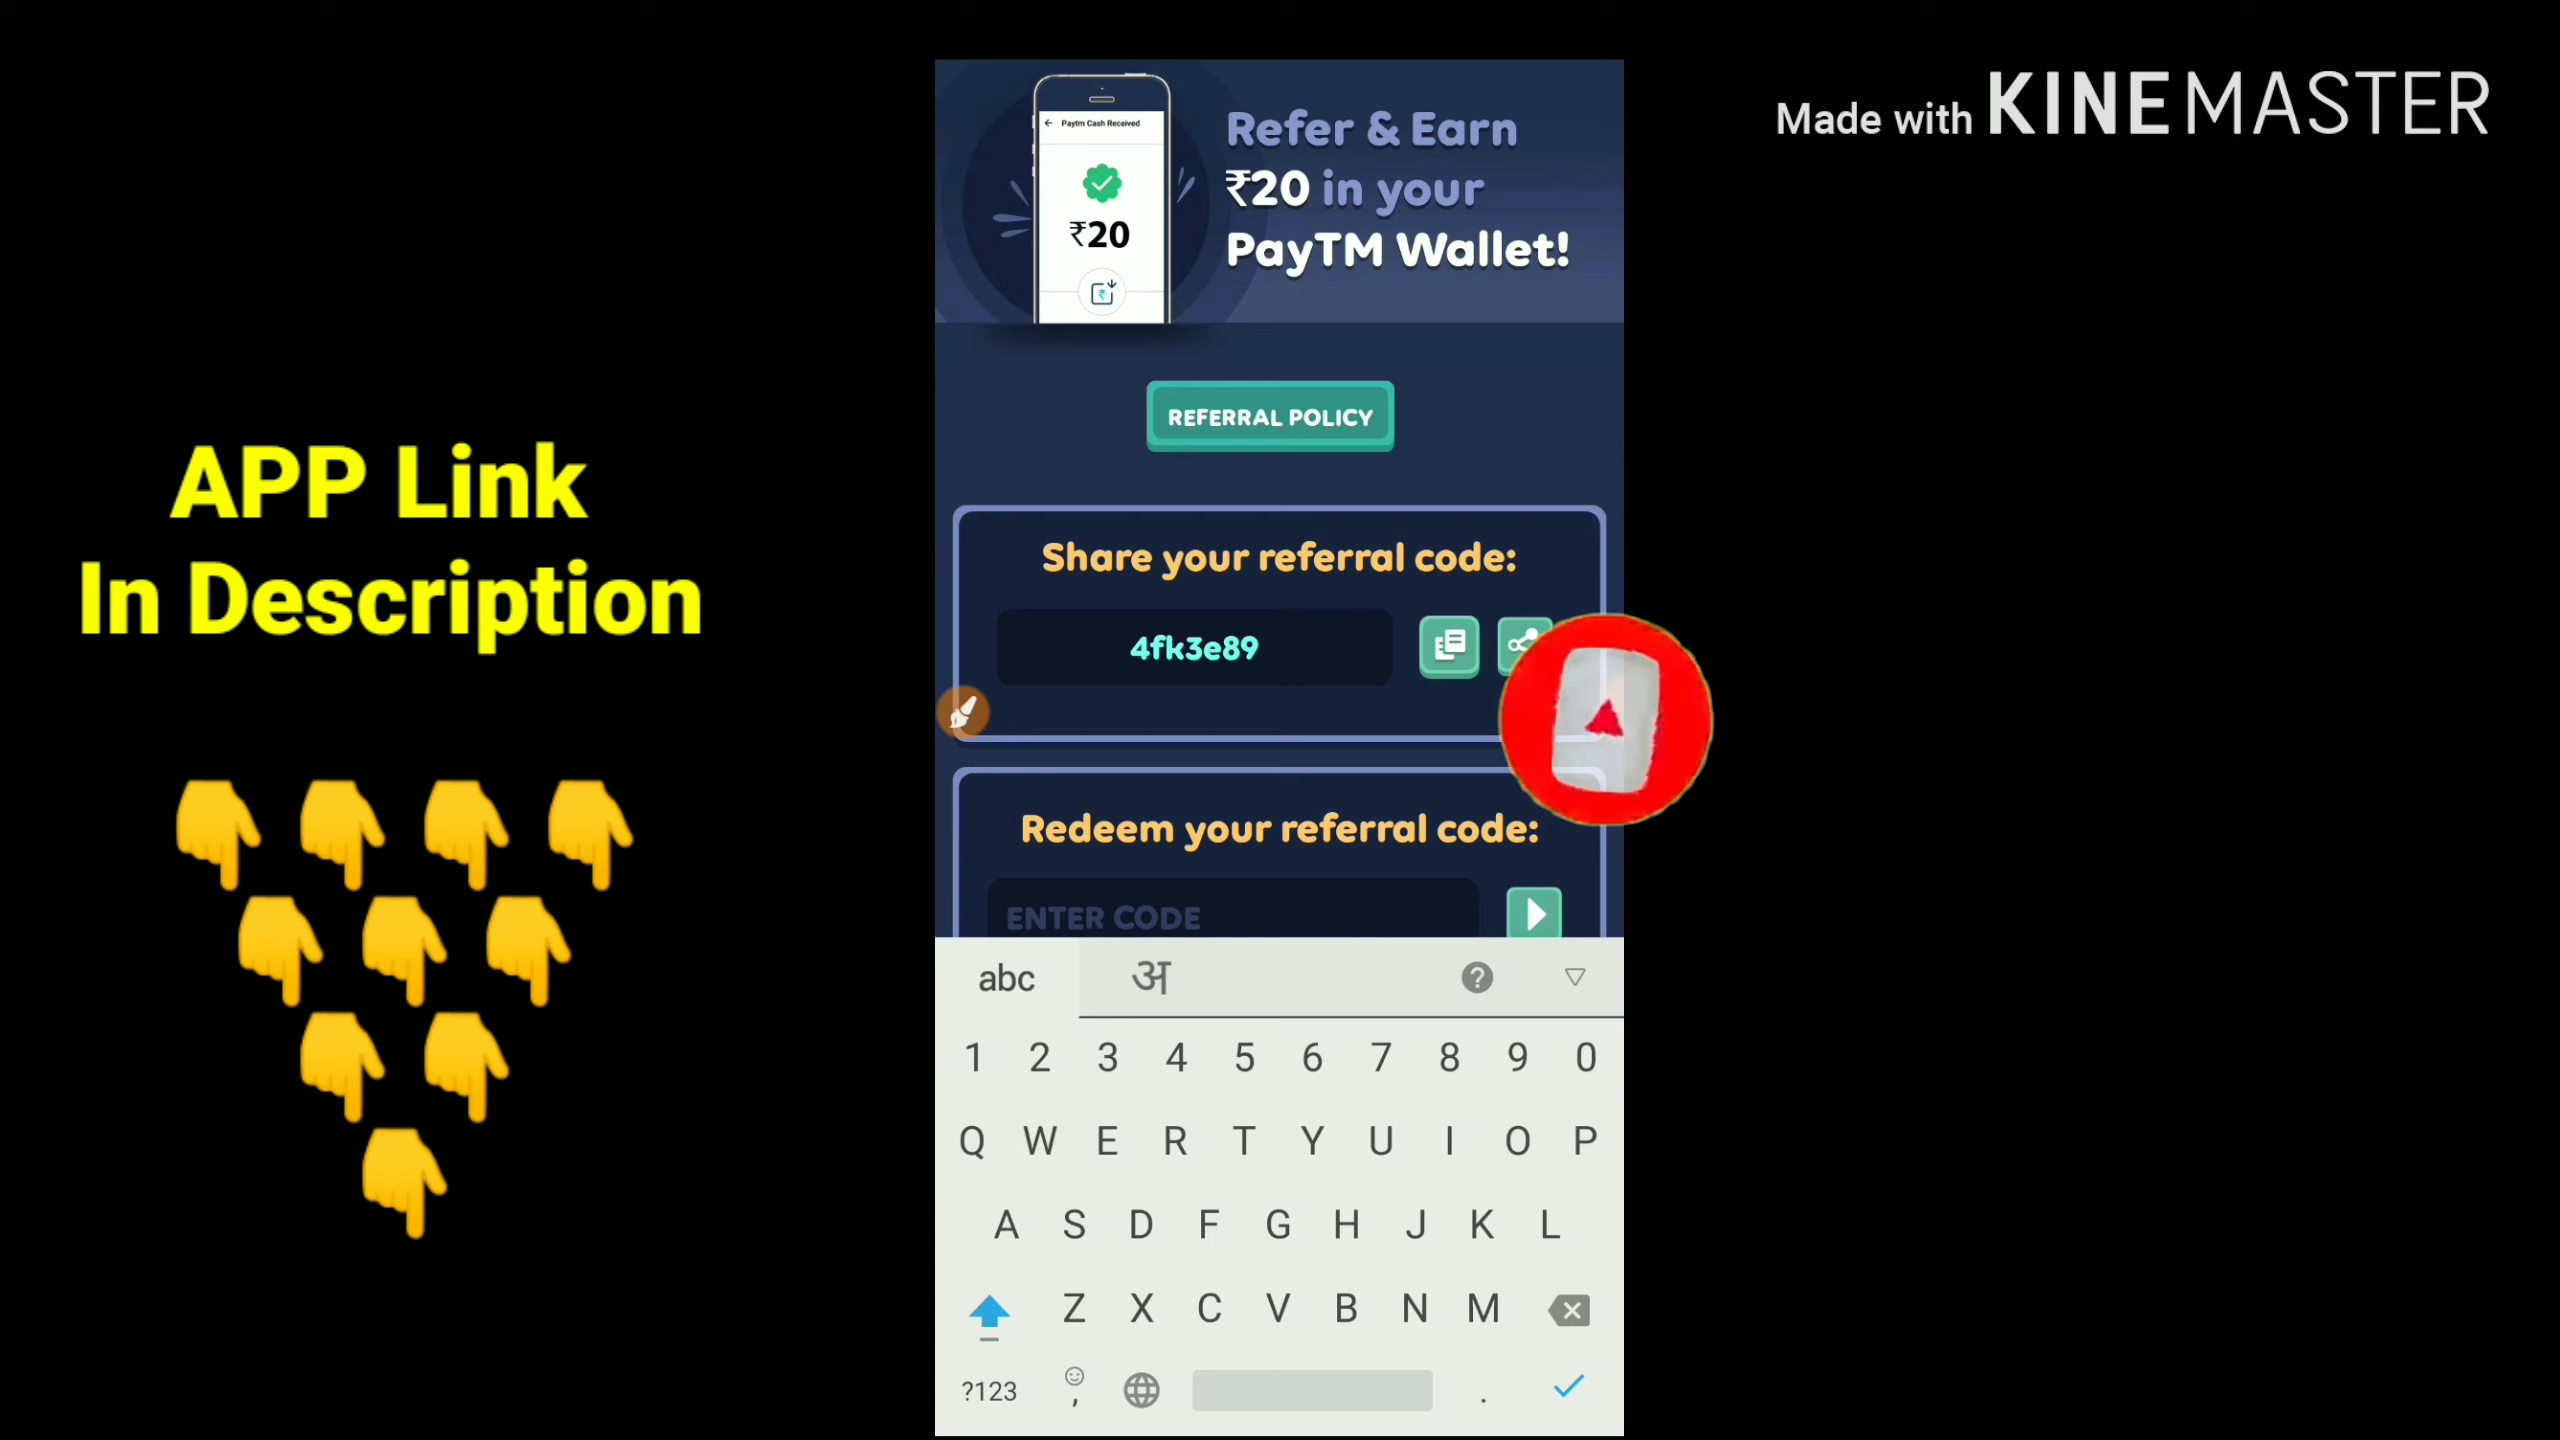 Made with KINEMASTER
Paytm Cash Received
₹20
Refer & Earn
₹20 in your
PayTM Wallet!
REFERRAL POLICY
APP Link
In Description
Share your referral code:
4fk3e89
Redeem your referral code:
ENTER CODE
abc अ
1 2 3 4 5 6 7 8 9 0
Q W E R T Y U I O P
A S D F G H J K L
Z X C V B N M
?123 , .